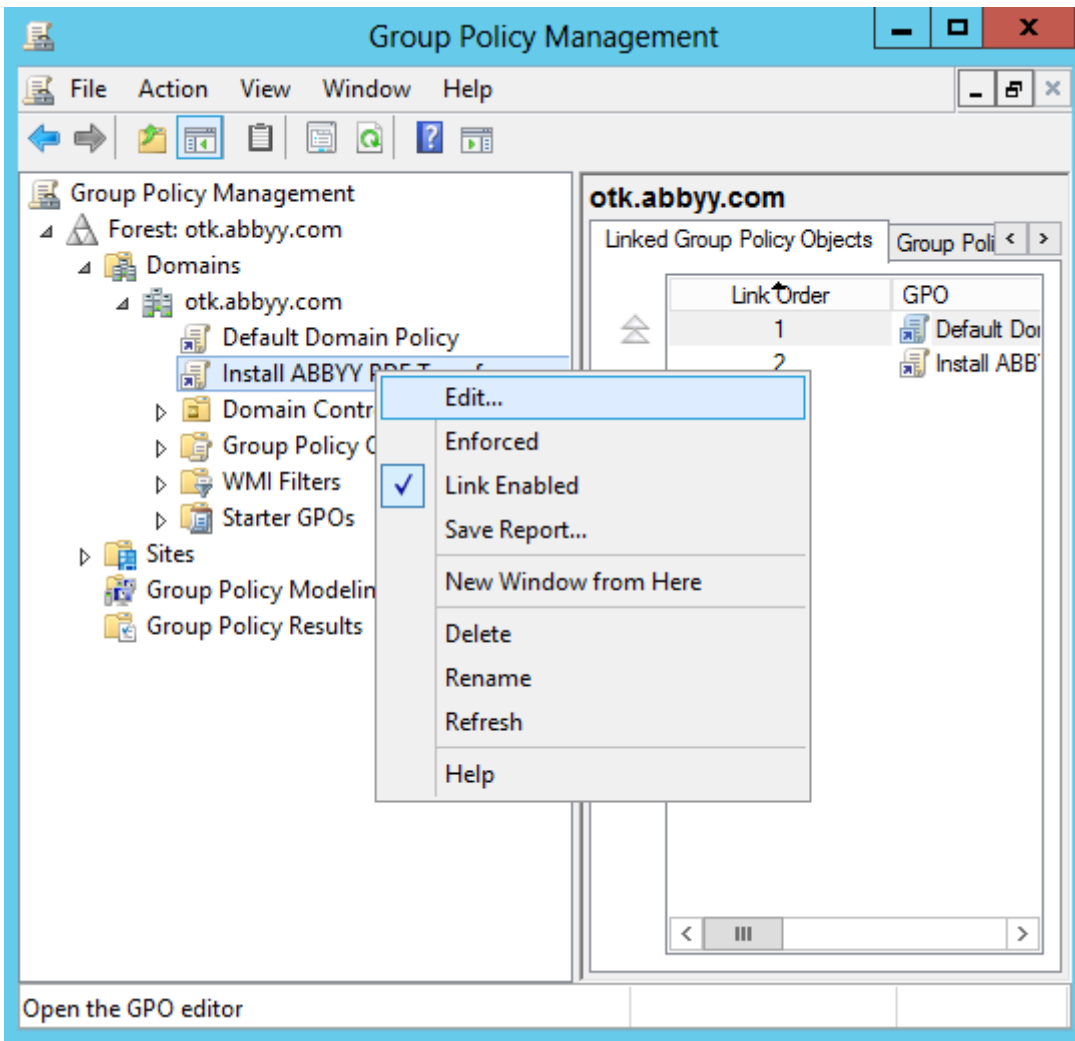 Group Policy Management
File Action View Window Help
Group Policy Management
Forest: otk.abbyy.com
Domains
otk.abbyy.com
Default Domain Policy
Install ABBYY PDF
Domain Contr
Group Policy
WMI Filters
Starter GPOs
Sites
Group Policy Modelin
Group Policy Results
Edit...
Enforced
Link Enabled
Save Report...
New Window from Here
Delete
Rename
Refresh
Help
otk.abbyy.com
Linked Group Policy Objects Group Poli
Link Order GPO
1 Default Do
2 Install ABB
Open the GPO editor